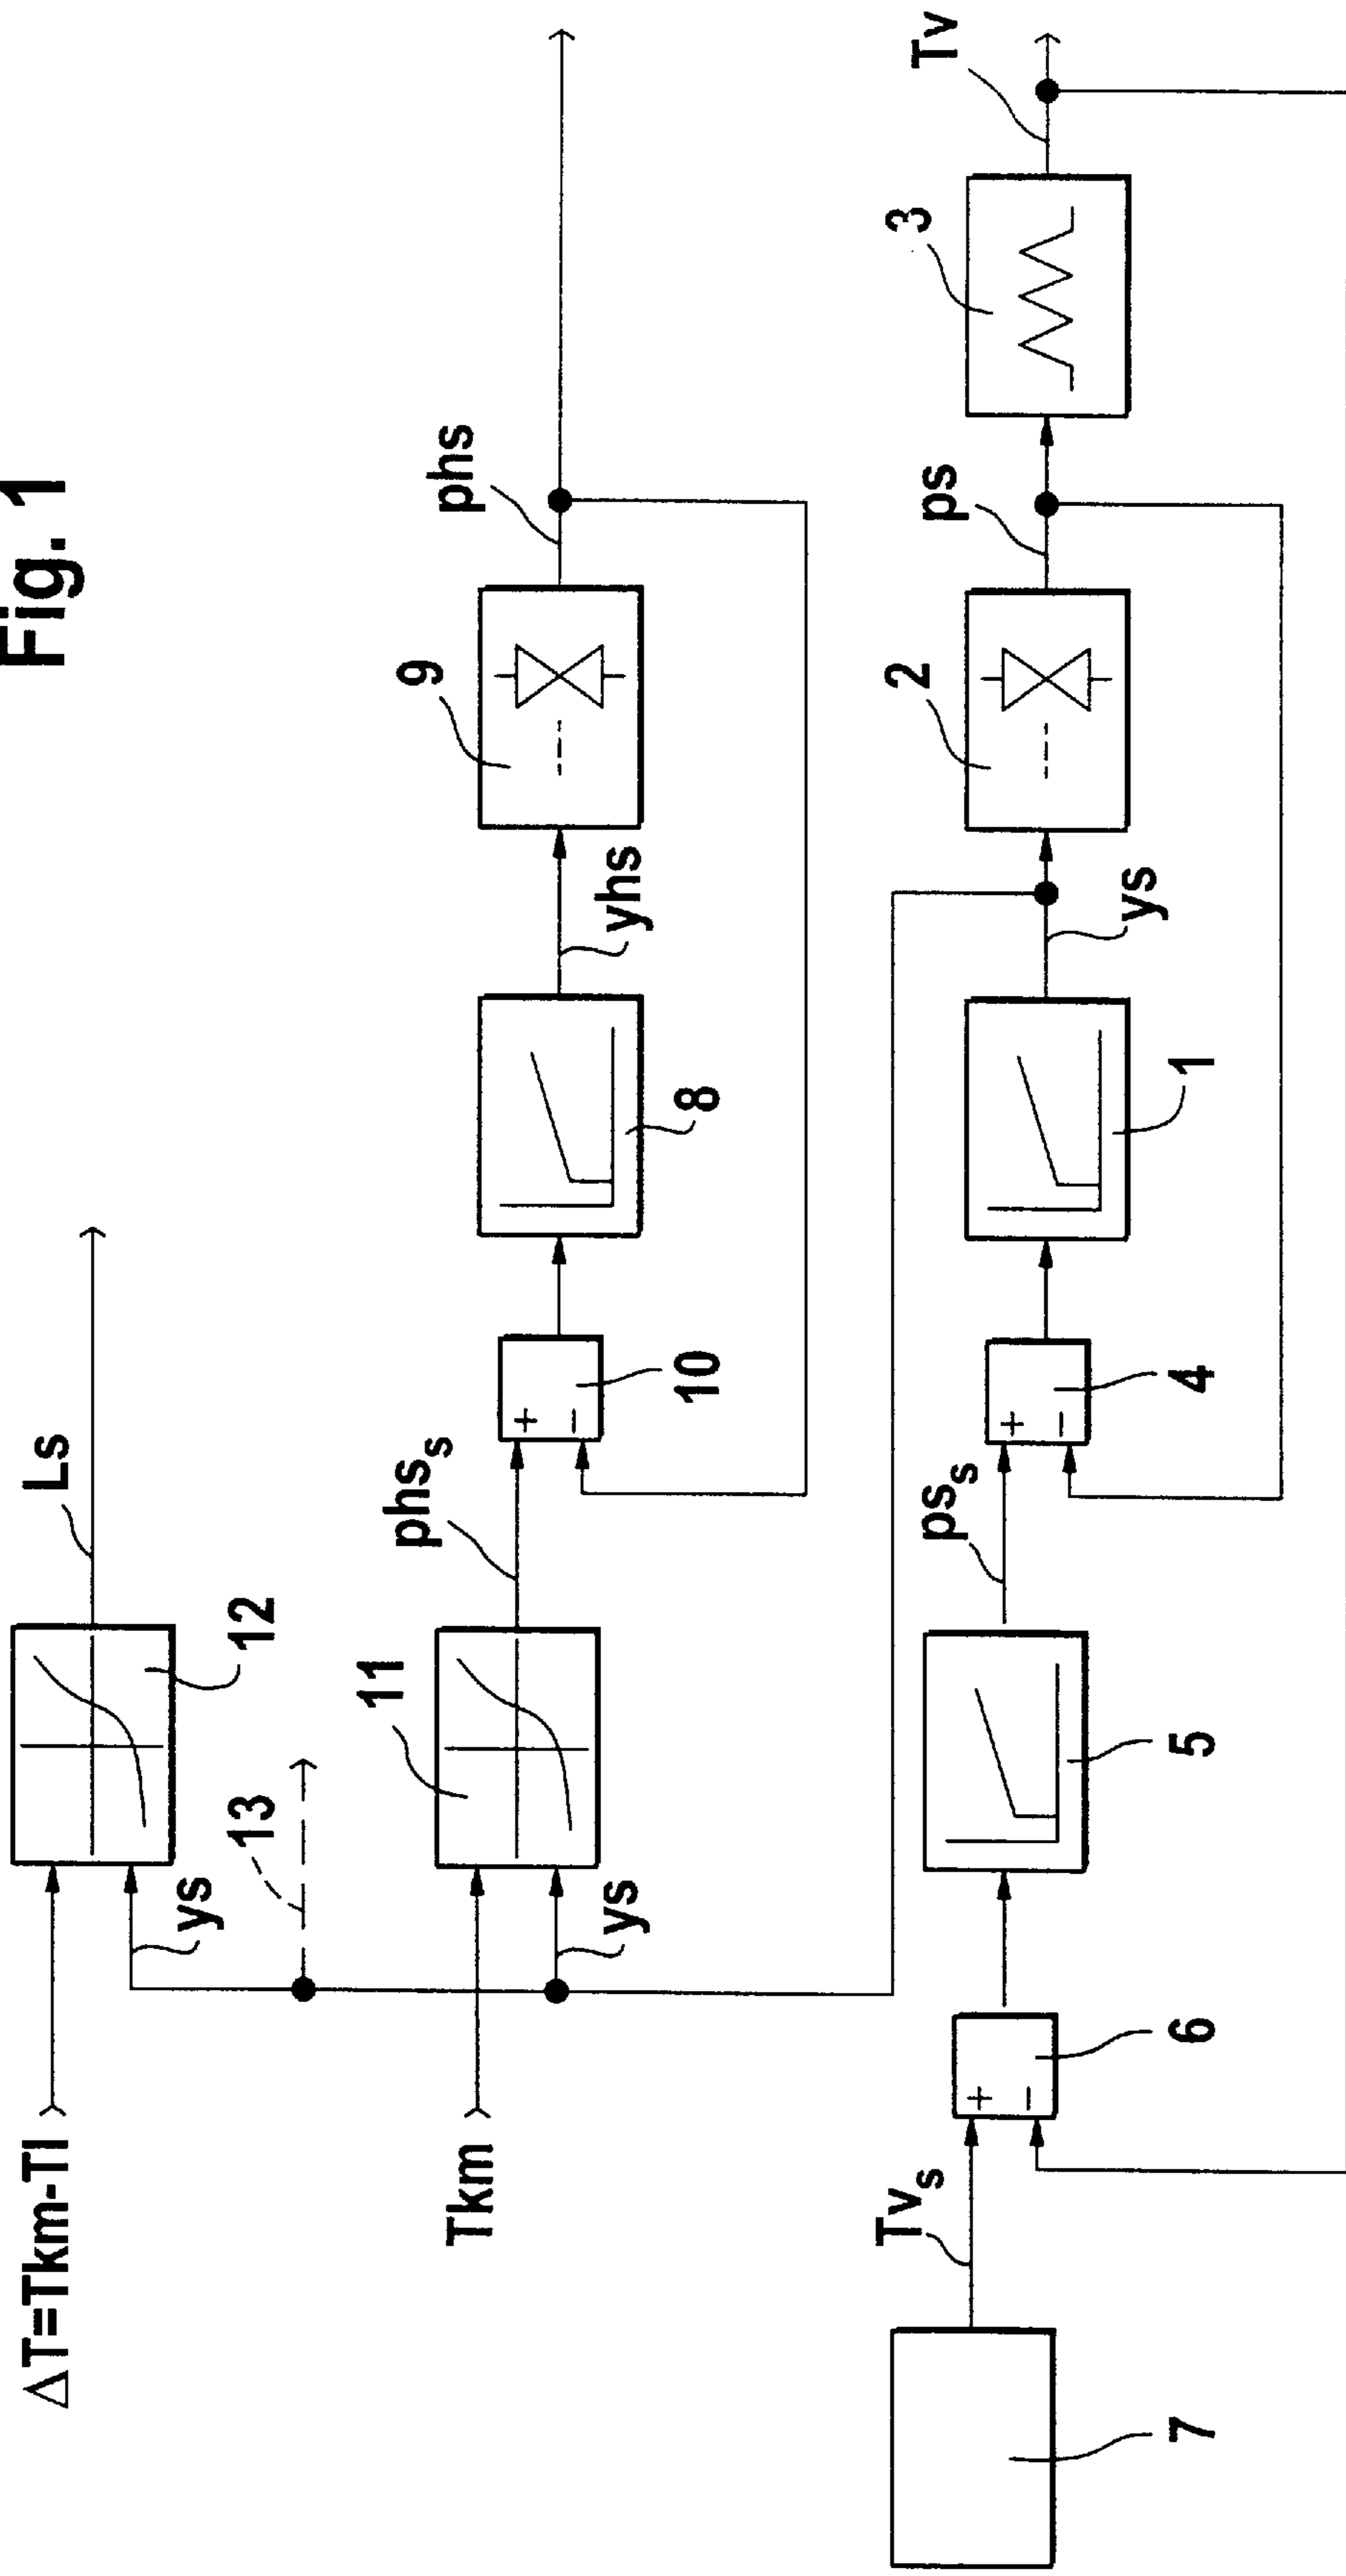 Fig. 1
ΔT=Tkm-Tl
ys
12
Ls
13
Tkm
ys
11
phss
+
−
10
8
yhs
9
phs
7
Tvs
+
−
6
5
pss
+
−
4
1
ys
2
ps
3
Tv